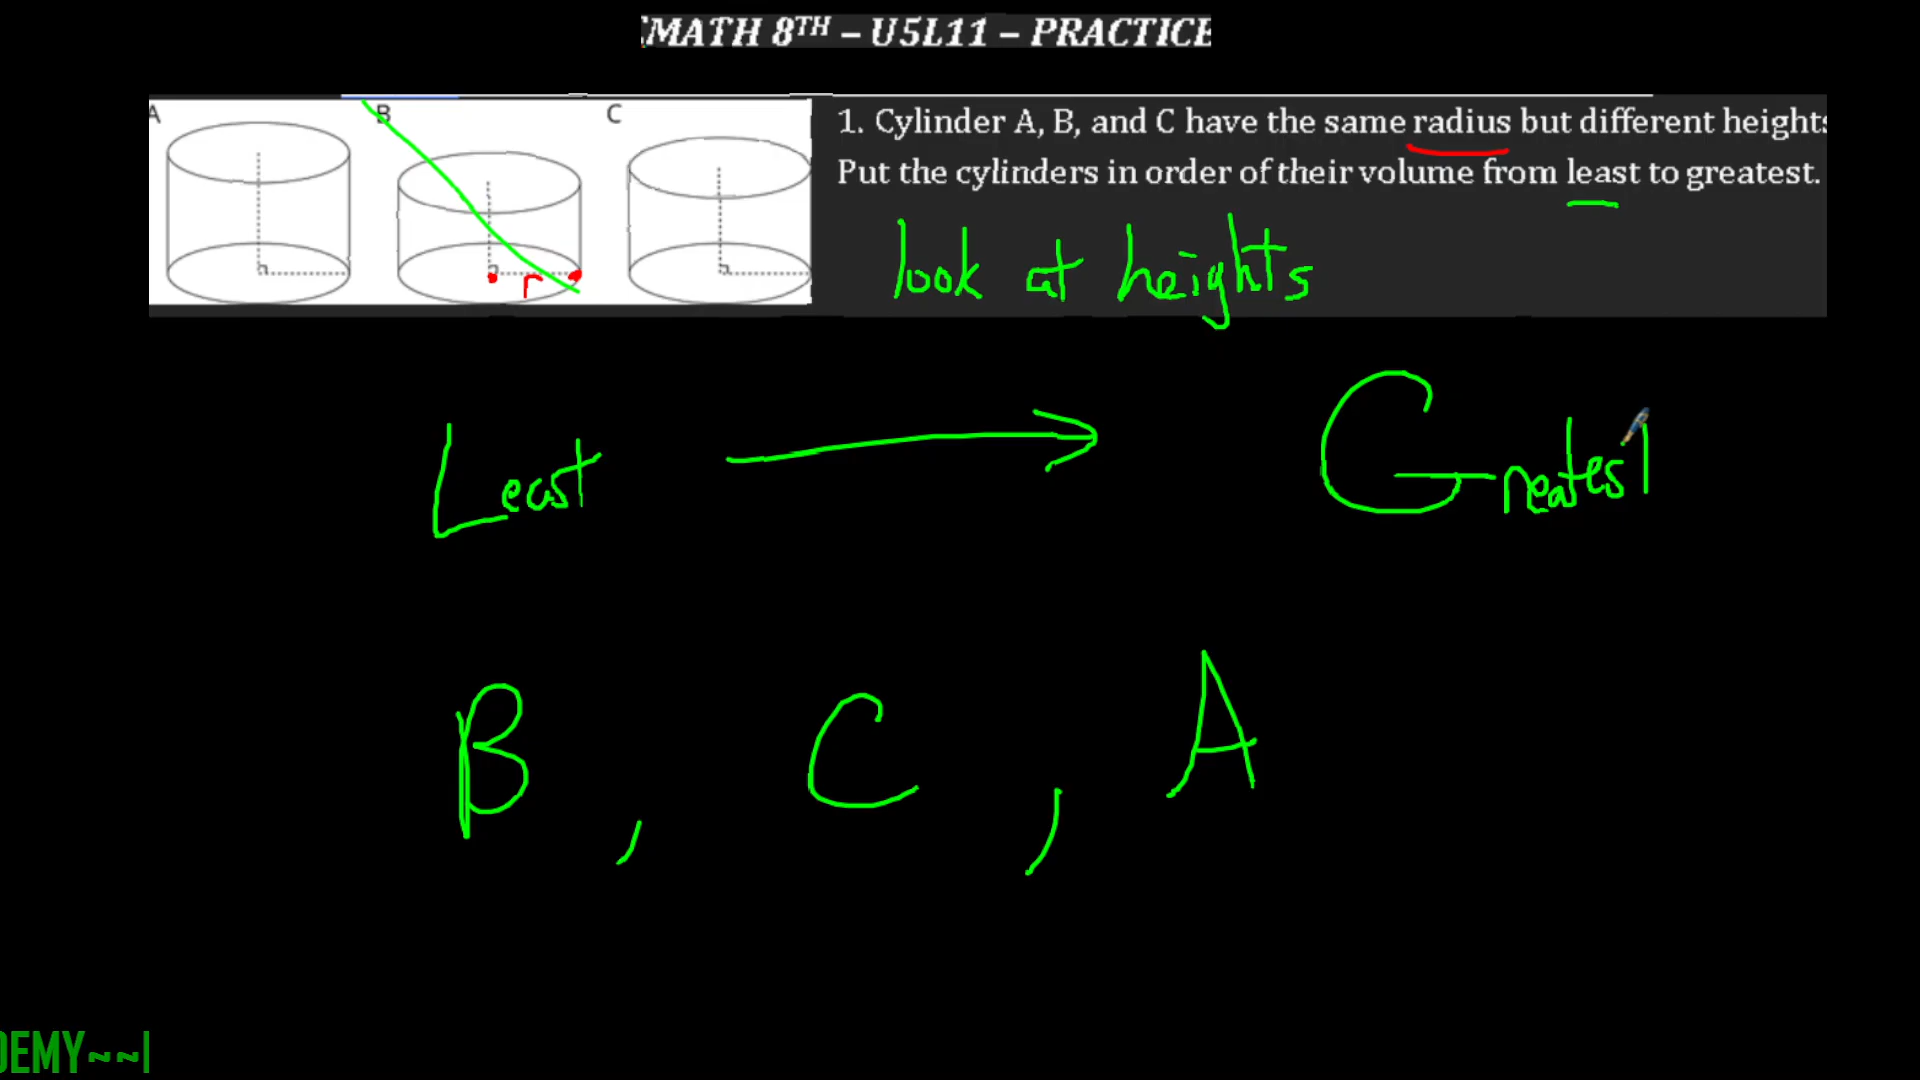 MATH 8TH – U5L11 – PRACTICE
A B C
1. Cylinder A, B, and C have the same radius but different heights
Put the cylinders in order of their volume from least to greatest.
look at heights
r
Least Greatest
B, C, A
DEMY~~|